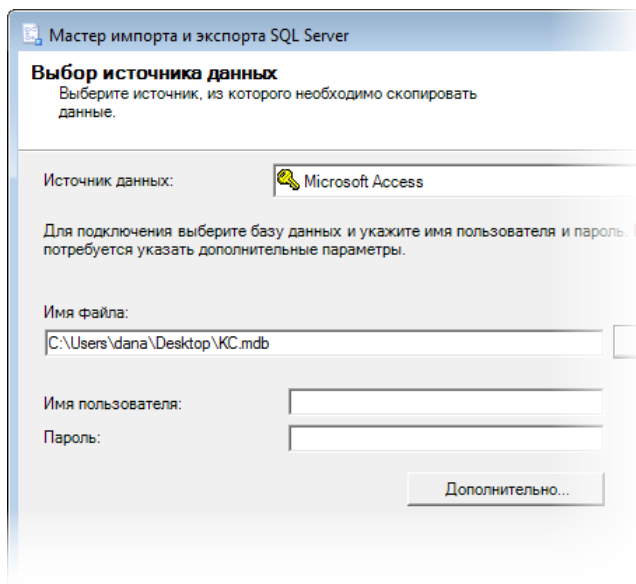 Мастер импорта и экспорта SQL Server
Выбор источника данных
Выберите источник, из которого необходимо скопировать
данные.
Источник данных:
Microsoft Access
Для подключения выберите базу данных и укажите имя пользователя и пароль.
потребуется указать дополнительные параметры.
Имя файла:
C:\Users\dana\Desktop\KC.mdb
Имя пользователя:
Пароль:
Дополнительно...